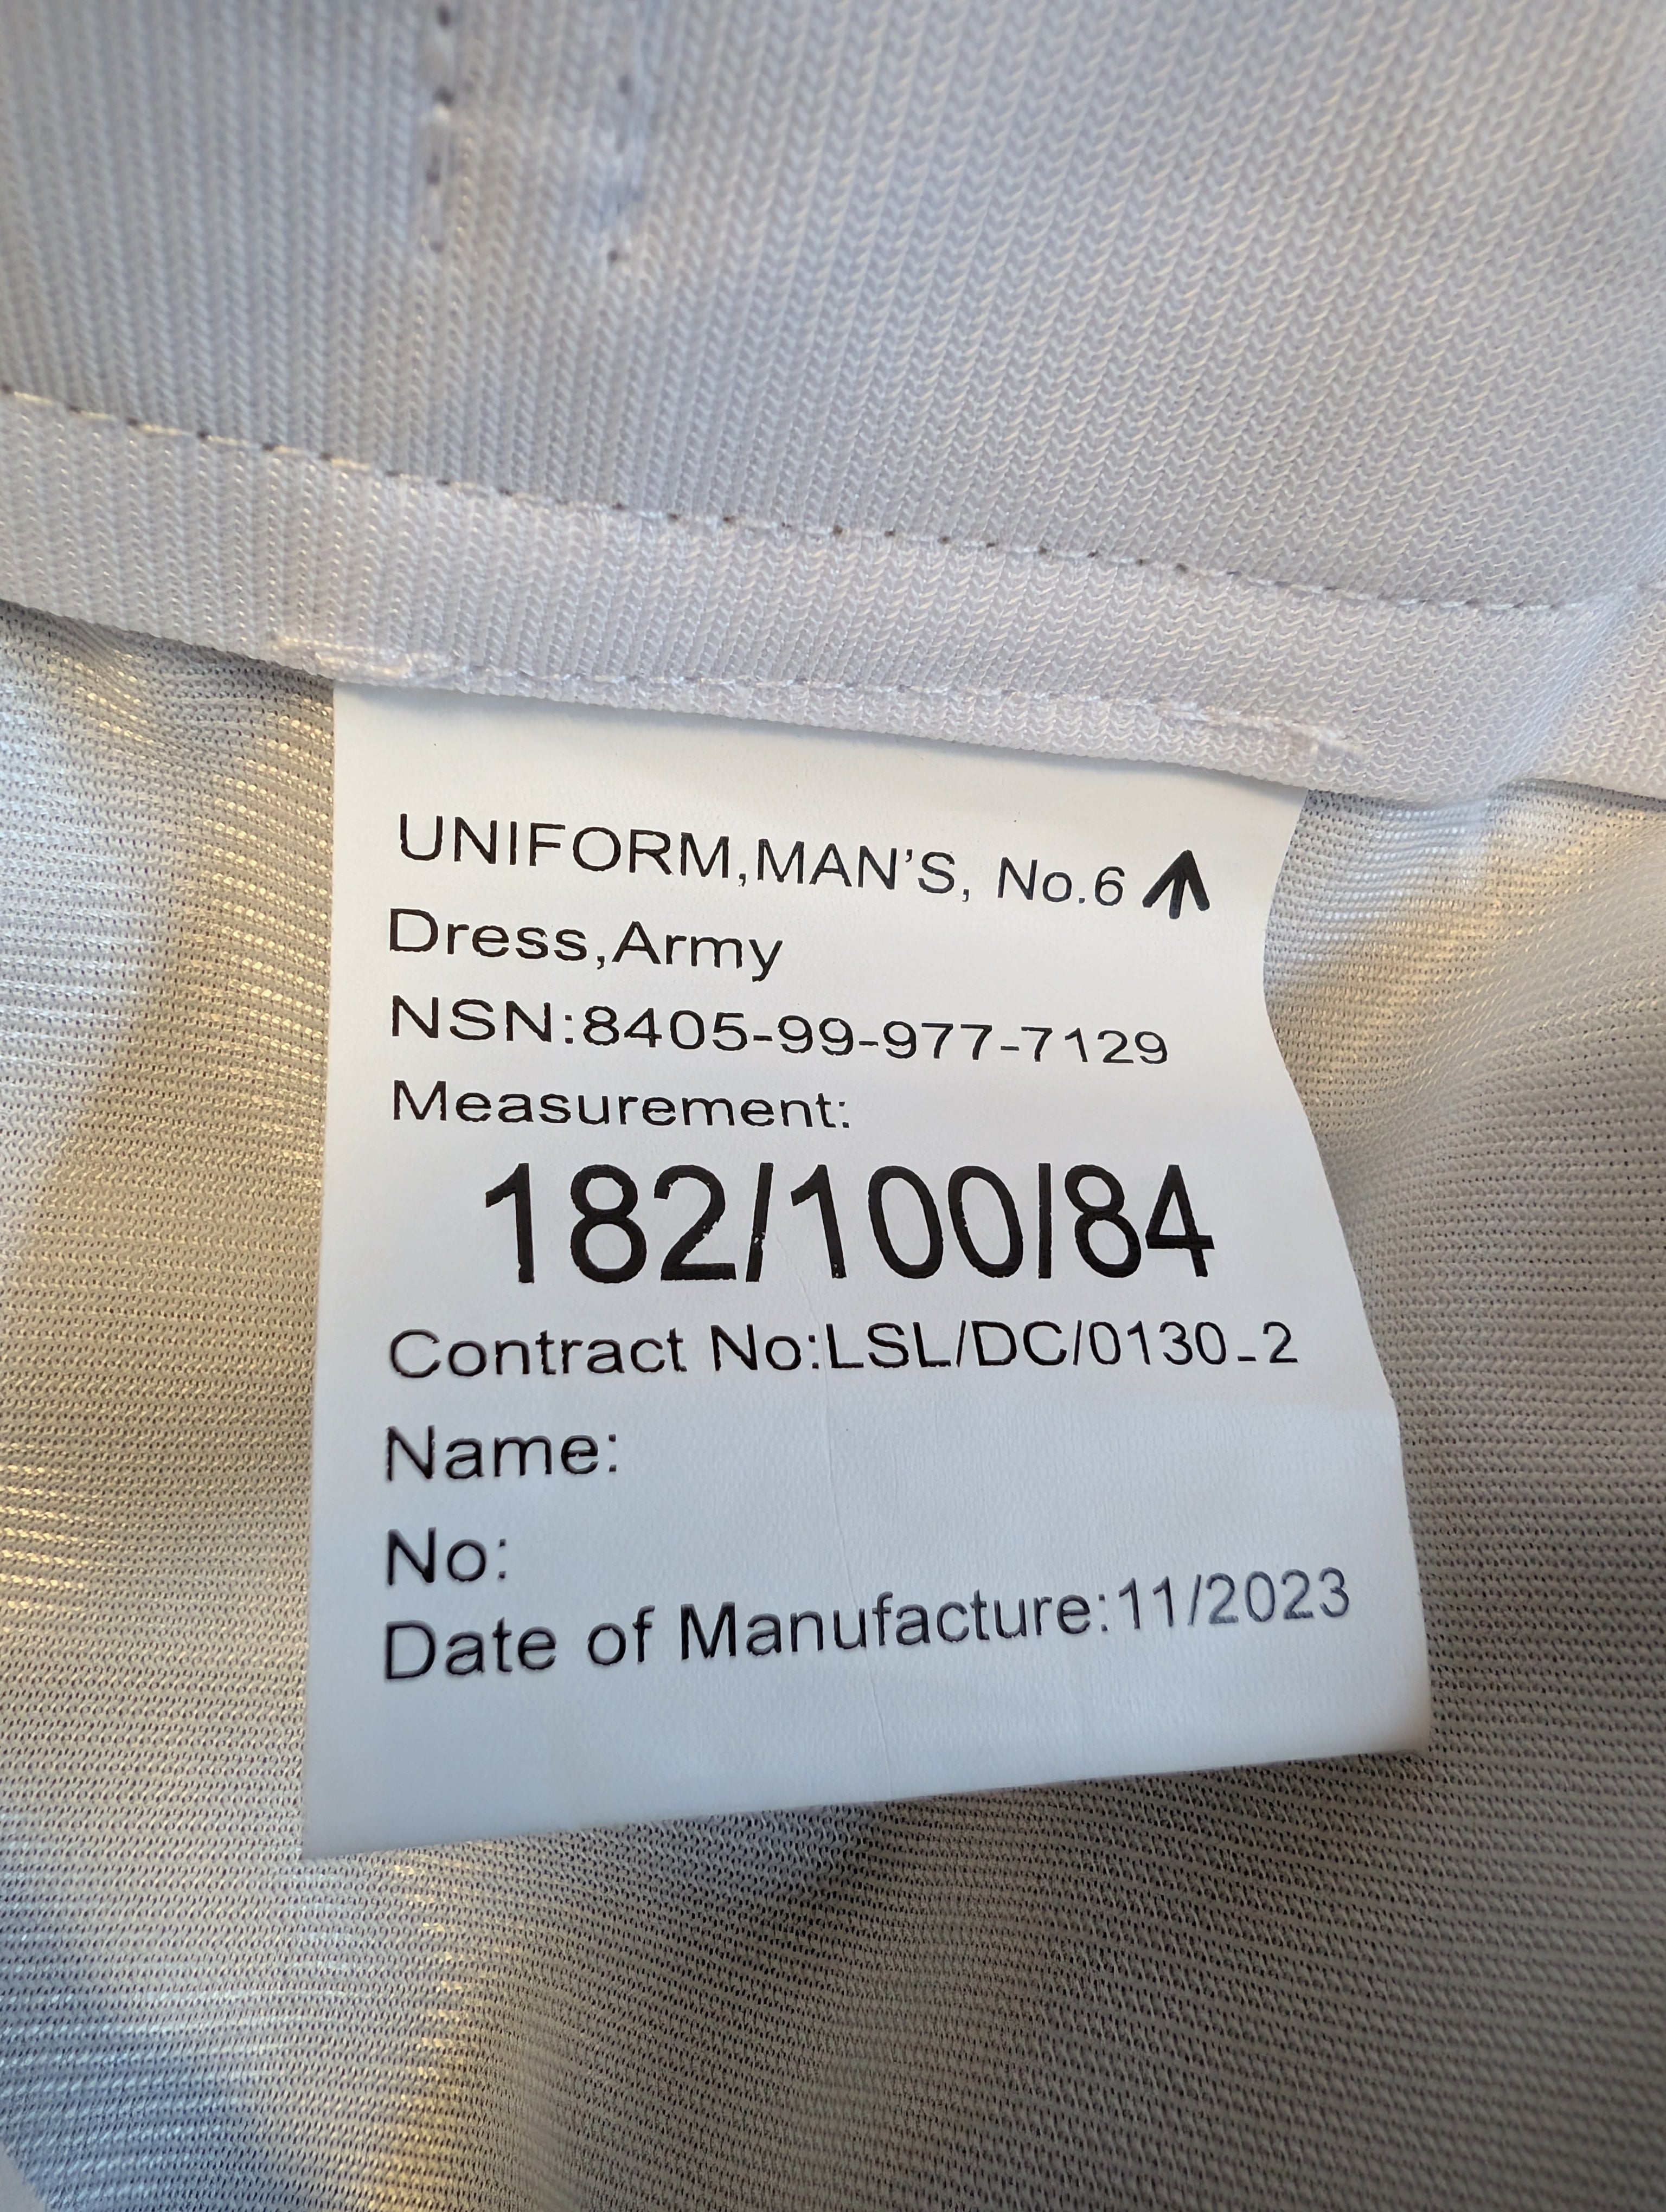 UNIFORM,MAN'S, No.6
Dress,Army
NSN:8405-99-977-7129
Measurement:
182/100/84
Contract No:LSL/DC/0130-2
Name:
No:
Date of Manufacture:11/2023